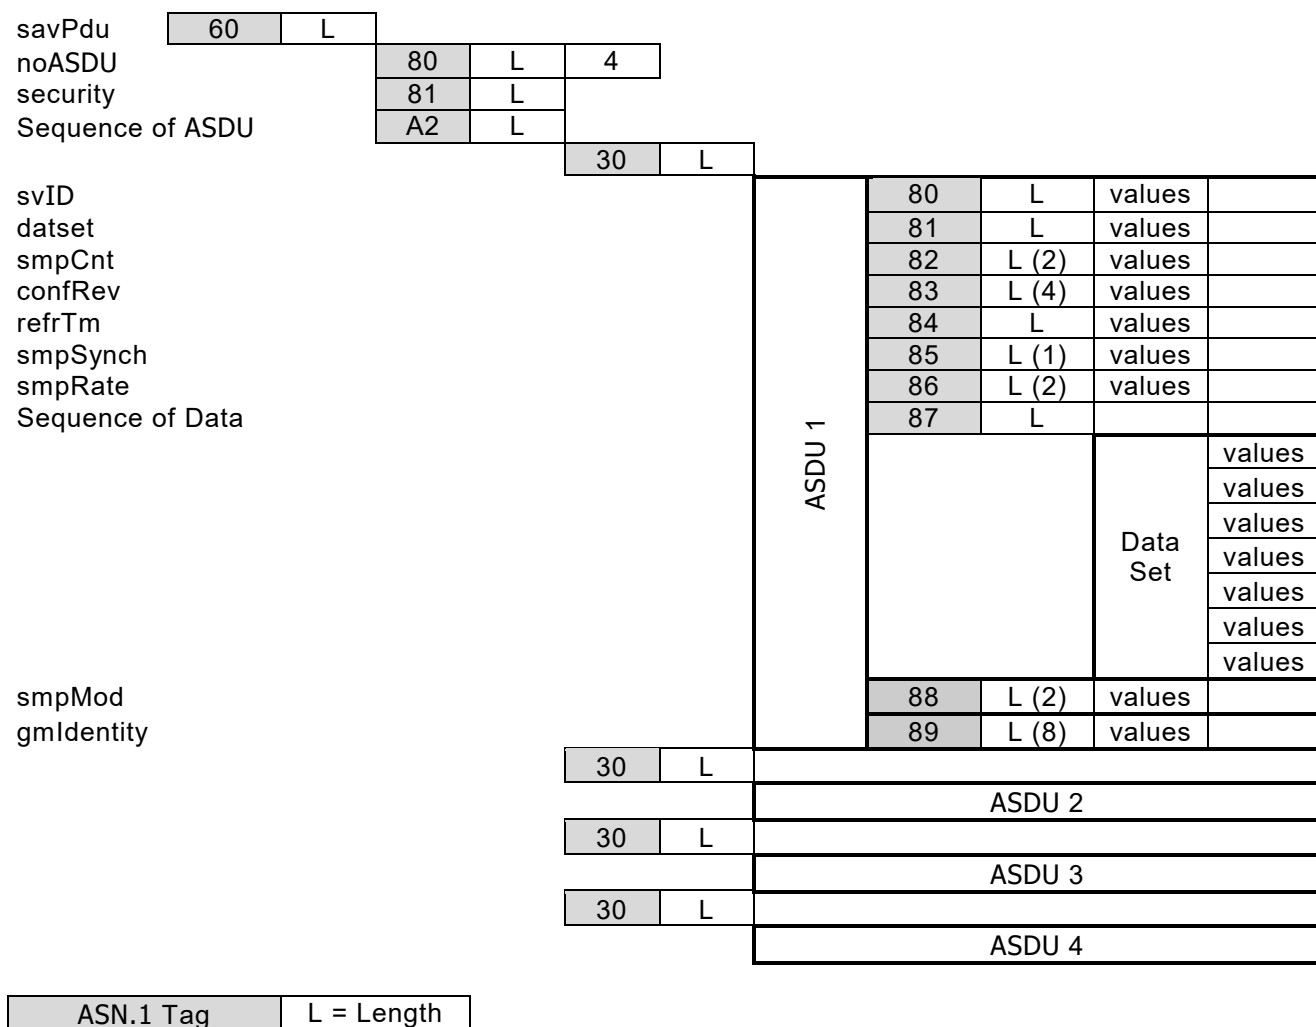 savPdu 60 L
noASDU 80 L 4
security 81 L
Sequence of ASDU A2 L
30 L
svID 80 L values
datset 81 L values
smpCnt 82 L (2) values
confRev 83 L (4) values
refrTm 84 L values
smpSynch 85 L (1) values
smpRate 86 L (2) values
Sequence of Data 87 L
ASDU 1
Data
Set
values
values
values
values
values
values
values
smpMod 88 L (2) values
gmIdentity 89 L (8) values
30 L
ASDU 2
30 L
ASDU 3
30 L
ASDU 4
ASN.1 Tag L = Length